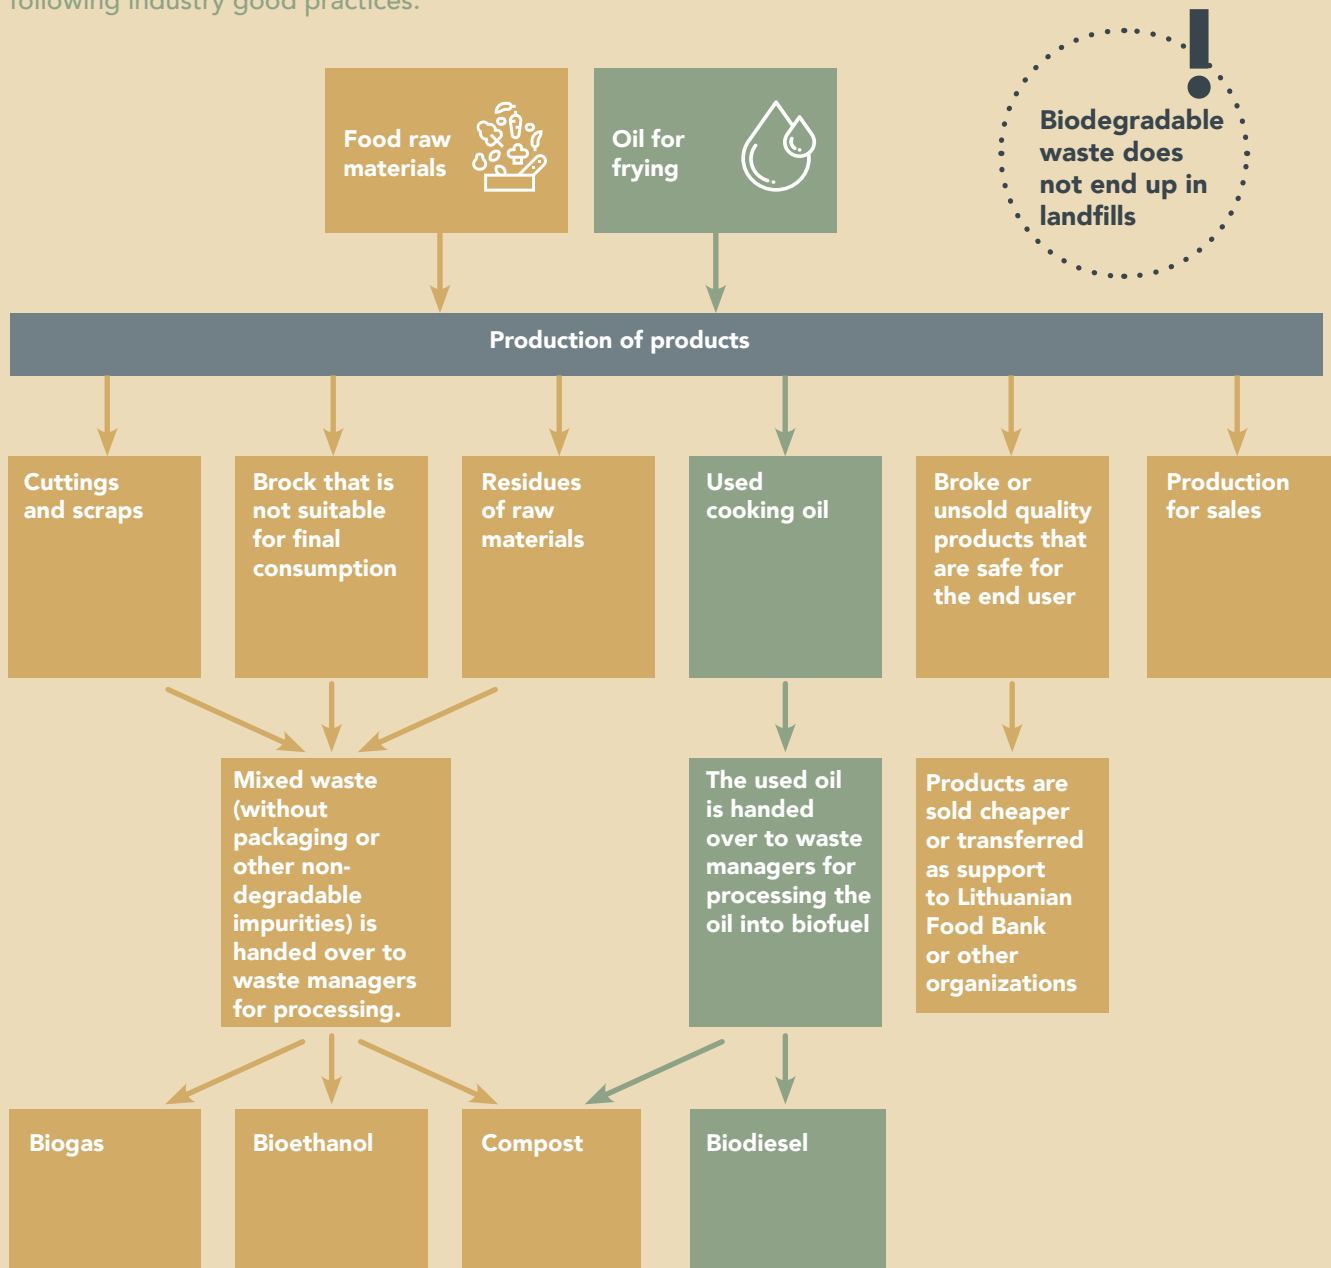 following industry good practices.
Food raw
materials
Oil for
frying
Biodegradable
waste does
not end up in
landfills
Production of products
Cuttings
and scraps
Brock that is
not suitable
for final
consumption
Residues
of raw
materials
Used
cooking oil
Broke or
unsold quality
products that
are safe for
the end user
Production
for sales
Mixed waste
(without
packaging or
other non-
degradable
impurities) is
handed over to
waste managers
for processing.
The used oil
is handed
over to waste
managers for
processing the
oil into biofuel
Products are
sold cheaper
or transferred
as support
to Lithuanian
Food Bank
or other
organizations
Biogas
Bioethanol
Compost
Biodiesel